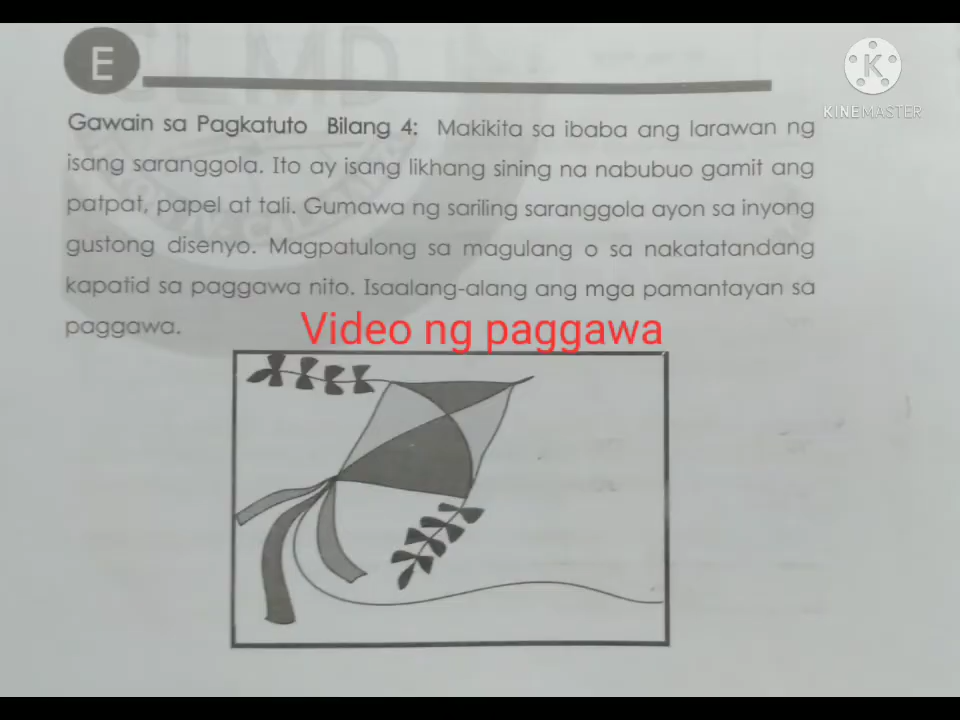 E
K
KINEMASTER
Gawain sa Pagkatuto Bilang 4: Makikita sa ibaba ang larawan ng
isang saranggola. Ito ay isang likhang sining na nabubuo gamit ang
patpat, papel at tali. Gumawa ng sariling saranggola ayon sa inyong
gustong disenyo. Magpatulong sa magulang o sa nakatatandang
kapatid sa paggawa nito. Isaalang-alang ang mga pamantayan sa
paggawa.
Video ng paggawa